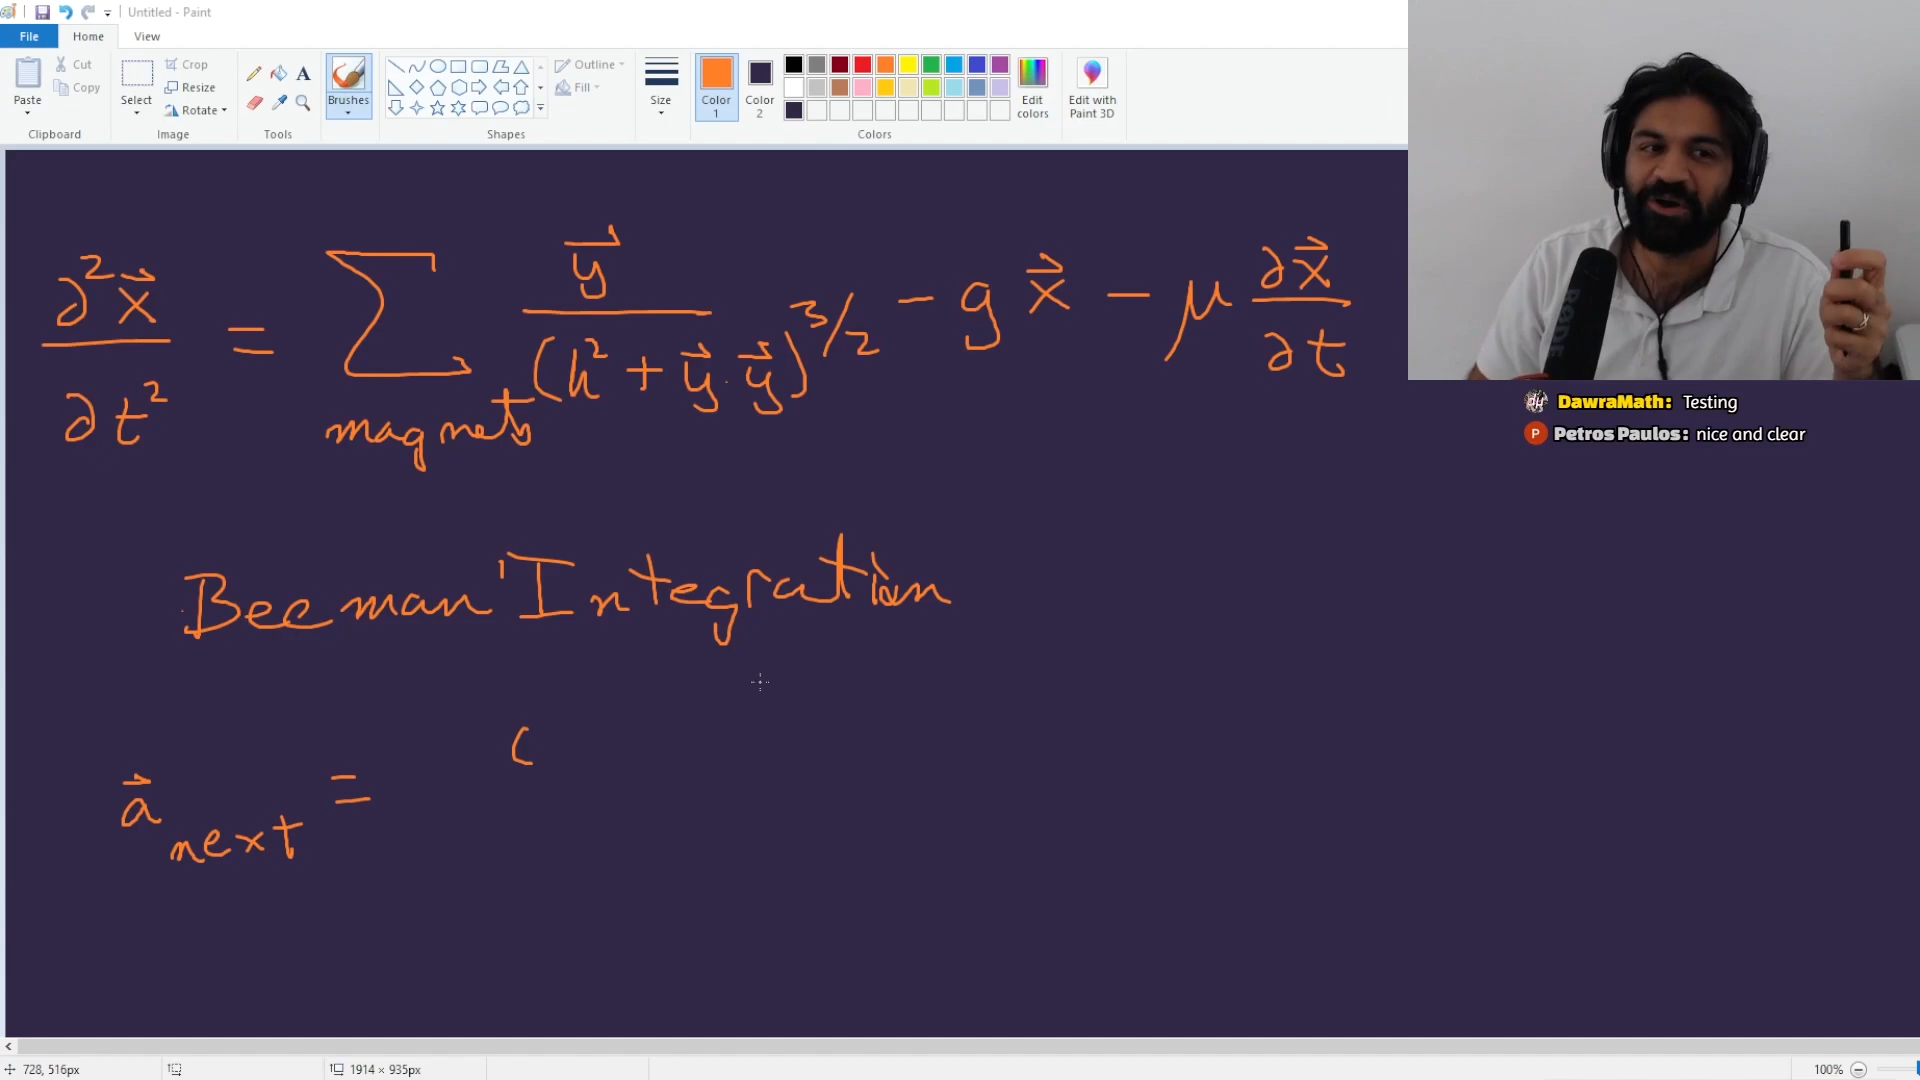 Untitled - Paint
File Home View
Paste Cut Copy Clipboard
Select Crop Resize Rotate Image
Tools
Brushes
Shapes
Outline Fill
Size
Color 1
Color 2
Edit colors
Colors
Edit with Paint 3D
∂²x⃗/∂t² = ∑ magnets y⃗/(h² + y⃗·y⃗)^3/2 - g x⃗ - μ ∂x⃗/∂t
Beeman Integration
a⃗ next = (
DawraMath: Testing
P Petros Paulos: nice and clear
728, 516px
1914 × 935px
100%